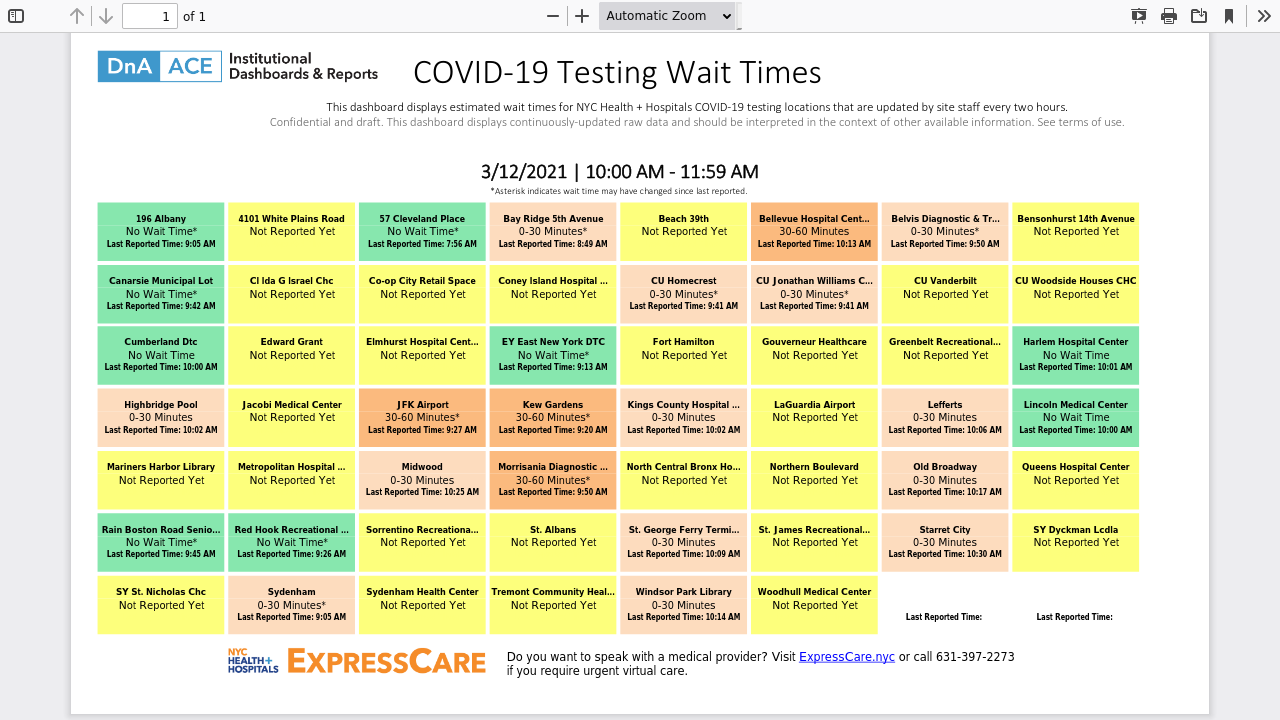 1 of 1 Automatic Zoom
DnA ACE Institutional
Dashboards & Reports
COVID-19 Testing Wait Times
This dashboard displays estimated wait times for NYC Health + Hospitals COVID-19 testing locations that are updated by site staff every two hours.
Confidential and draft. This dashboard displays continuously-updated raw data and should be interpreted in the context of other available information. See terms of use.
3/12/2021 | 10:00 AM - 11:59 AM
*Asterisk indicates wait time may have changed since last reported.
196 Albany
No Wait Time*
Last Reported Time: 9:05 AM
4101 White Plains Road
Not Reported Yet
57 Cleveland Place
No Wait Time*
Last Reported Time: 7:56 AM
Bay Ridge 5th Avenue
0-30 Minutes*
Last Reported Time: 8:49 AM
Beach 39th
Not Reported Yet
Bellevue Hospital Cent...
30-60 Minutes
Last Reported Time: 10:13 AM
Belvis Diagnostic & Tr...
0-30 Minutes*
Last Reported Time: 9:50 AM
Bensonhurst 14th Avenue
Not Reported Yet
Canarsie Municipal Lot
No Wait Time*
Last Reported Time: 9:42 AM
Cl Ida G Israel Chc
Not Reported Yet
Co-op City Retail Space
Not Reported Yet
Coney Island Hospital ...
Not Reported Yet
CU Homecrest
0-30 Minutes*
Last Reported Time: 9:41 AM
CU Jonathan Williams C...
0-30 Minutes*
Last Reported Time: 9:41 AM
CU Vanderbilt
Not Reported Yet
CU Woodside Houses CHC
Not Reported Yet
Cumberland Dtc
No Wait Time
Last Reported Time: 10:00 AM
Edward Grant
Not Reported Yet
Elmhurst Hospital Cent...
Not Reported Yet
EY East New York DTC
No Wait Time*
Last Reported Time: 9:13 AM
Fort Hamilton
Not Reported Yet
Gouverneur Healthcare
Not Reported Yet
Greenbelt Recreational...
Not Reported Yet
Harlem Hospital Center
No Wait Time
Last Reported Time: 10:01 AM
Highbridge Pool
0-30 Minutes
Last Reported Time: 10:02 AM
Jacobi Medical Center
Not Reported Yet
JFK Airport
30-60 Minutes*
Last Reported Time: 9:27 AM
Kew Gardens
30-60 Minutes*
Last Reported Time: 9:20 AM
Kings County Hospital ...
0-30 Minutes
Last Reported Time: 10:02 AM
LaGuardia Airport
Not Reported Yet
Lefferts
0-30 Minutes
Last Reported Time: 10:06 AM
Lincoln Medical Center
No Wait Time
Last Reported Time: 10:00 AM
Mariners Harbor Library
Not Reported Yet
Metropolitan Hospital ...
Not Reported Yet
Midwood
0-30 Minutes
Last Reported Time: 10:25 AM
Morrisania Diagnostic ...
30-60 Minutes*
Last Reported Time: 9:50 AM
North Central Bronx Ho...
Not Reported Yet
Northern Boulevard
Not Reported Yet
Old Broadway
0-30 Minutes
Last Reported Time: 10:17 AM
Queens Hospital Center
Not Reported Yet
Rain Boston Road Senio...
No Wait Time*
Last Reported Time: 9:45 AM
Red Hook Recreational ...
No Wait Time*
Last Reported Time: 9:26 AM
Sorrentino Recreationa...
Not Reported Yet
St. Albans
Not Reported Yet
St. George Ferry Termi...
0-30 Minutes
Last Reported Time: 10:09 AM
St. James Recreational...
Not Reported Yet
Starret City
0-30 Minutes
Last Reported Time: 10:30 AM
SY Dyckman Lcdla
Not Reported Yet
SY St. Nicholas Chc
Not Reported Yet
Sydenham
0-30 Minutes*
Last Reported Time: 9:05 AM
Sydenham Health Center
Not Reported Yet
Tremont Community Heal...
Not Reported Yet
Windsor Park Library
0-30 Minutes
Last Reported Time: 10:14 AM
Woodhull Medical Center
Not Reported Yet
Last Reported Time:
Last Reported Time:
NYC
HEALTH+
HOSPITALS
EXPRESSCARE
Do you want to speak with a medical provider? Visit ExpressCare.nyc or call 631-397-2273
if you require urgent virtual care.